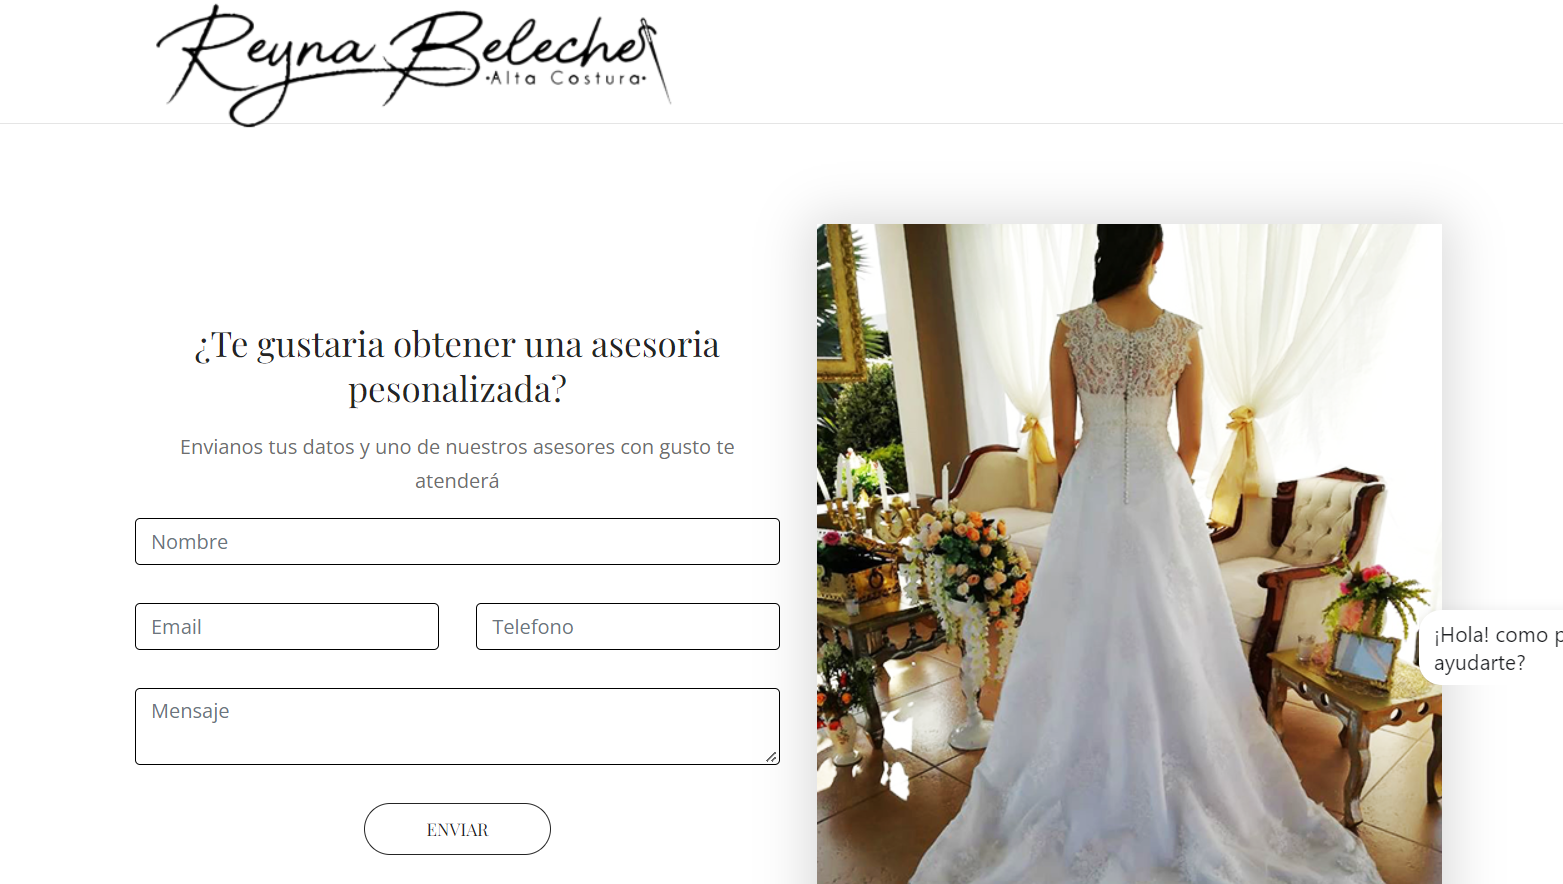 Reyna Beleche
·Alta Costura·
¿Te gustaria obtener una asesoria
pesonalizada?
Envianos tus datos y uno de nuestros asesores con gusto te
atenderá
Nombre
Email
Telefono
Mensaje
ENVIAR
¡Hola! como p
ayudarte?